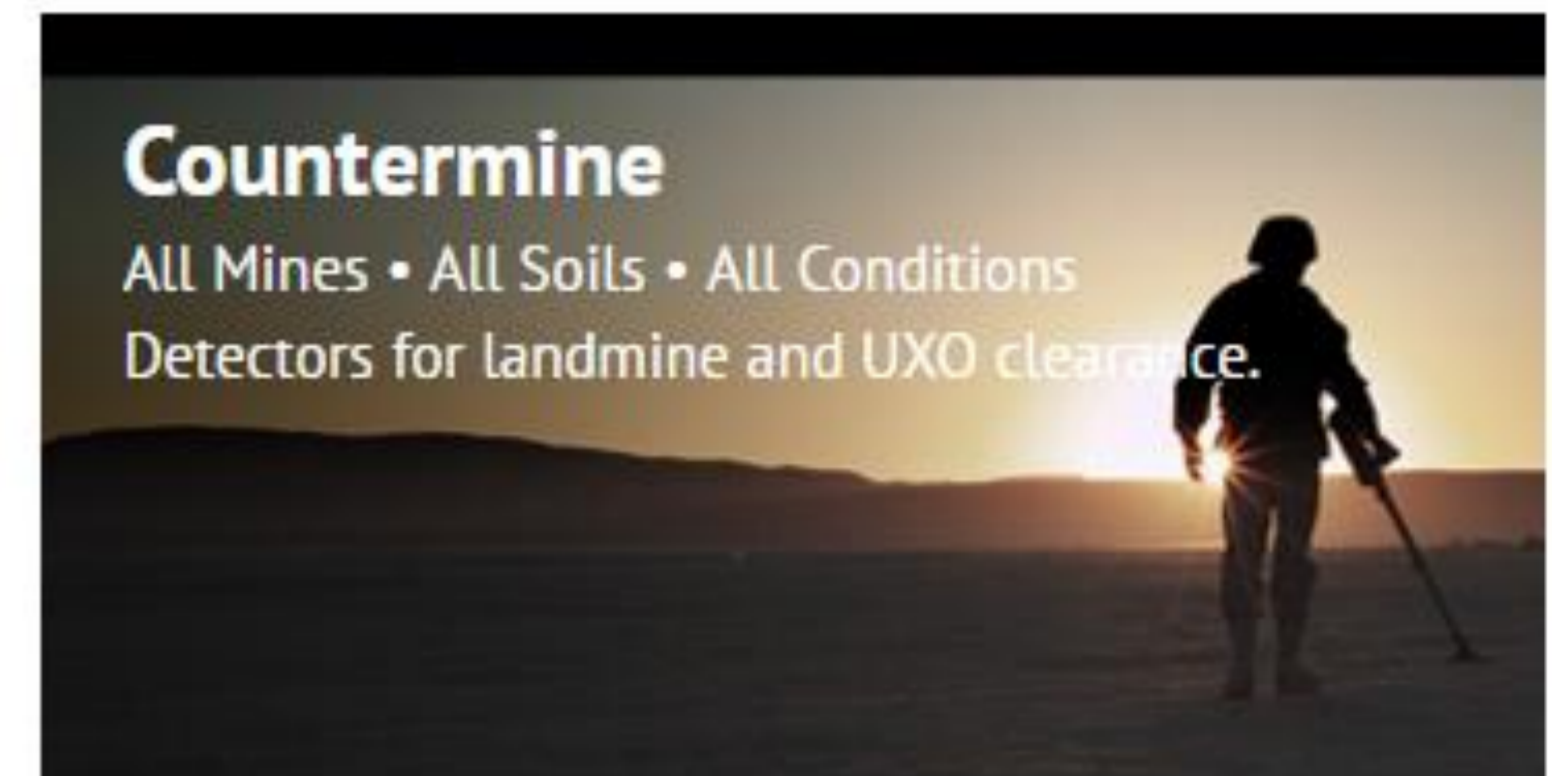 Countermine
All Mines • All Soils • All Conditions
Detectors for landmine and UXO clearance.